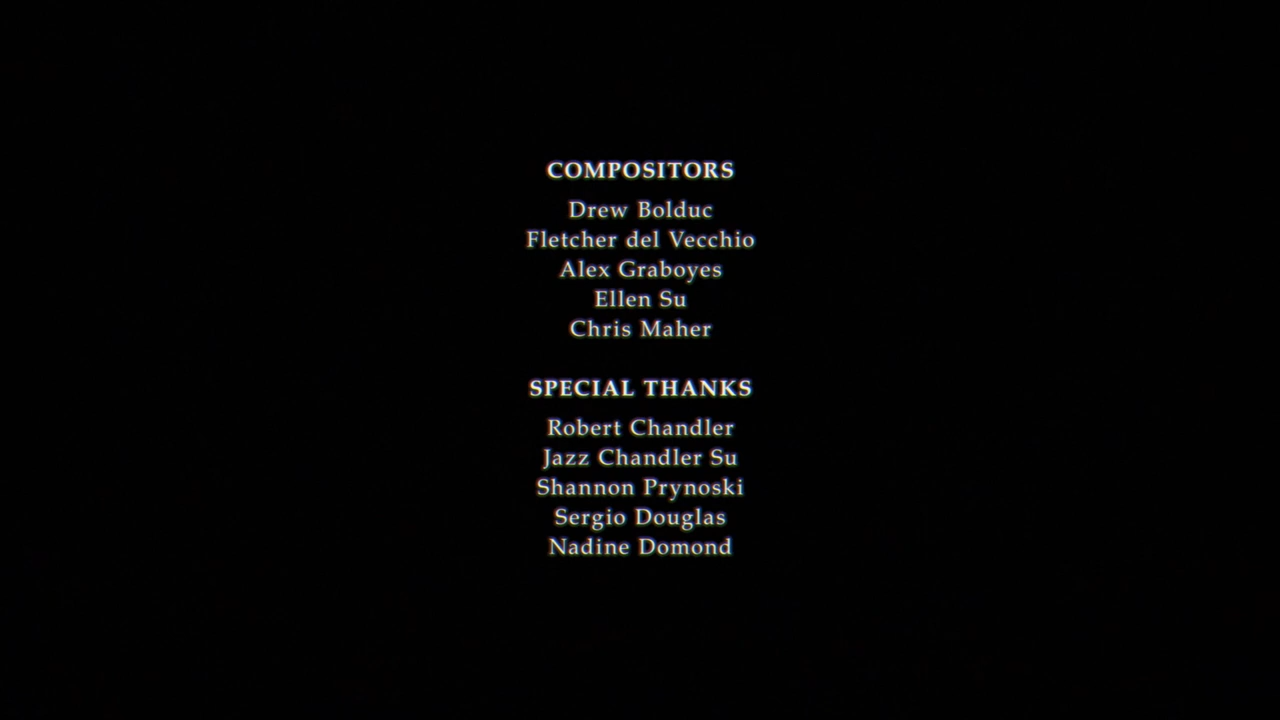 COMPOSITORS
Drew Bolduc
Fletcher del Vecchio
Alex Graboyes
Ellen Su
Chris Maher
SPECIAL THANKS
Robert Chandler
Jazz Chandler Su
Shannon Prynoski
Sergio Douglas
Nadine Domond